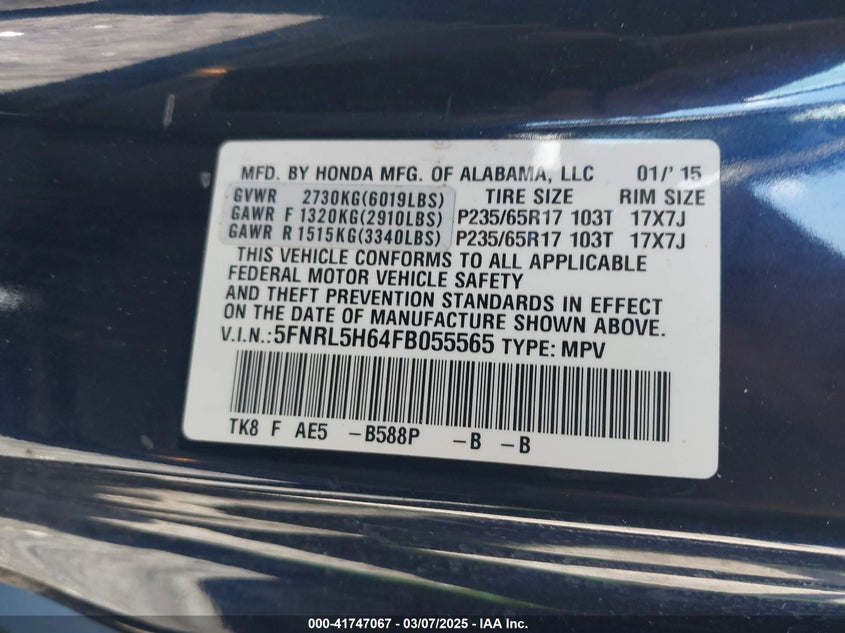 MFD. BY HONDA MFG. OF ALABAMA, LLC 01/' 15
GVWR 2730KG(6019LBS) TIRE SIZE RIM SIZE
GAWR F 1320KG(2910LBS) P235/65R17 103T 17X7J
GAWR R 1515KG(3340LBS) P235/65R17 103T 17X7J
THIS VEHICLE CONFORMS TO ALL APPLICABLE
FEDERAL MOTOR VEHICLE SAFETY
AND THEFT PREVENTION STANDARDS IN EFFECT
ON THE DATE OF MANUFACTURE SHOWN ABOVE.
V.I.N.:5FNRL5H64FB055565 TYPE: MPV
TK8 F AE5 -B588P -B -B
000-41747067 - 03/07/2025 - IAA Inc.